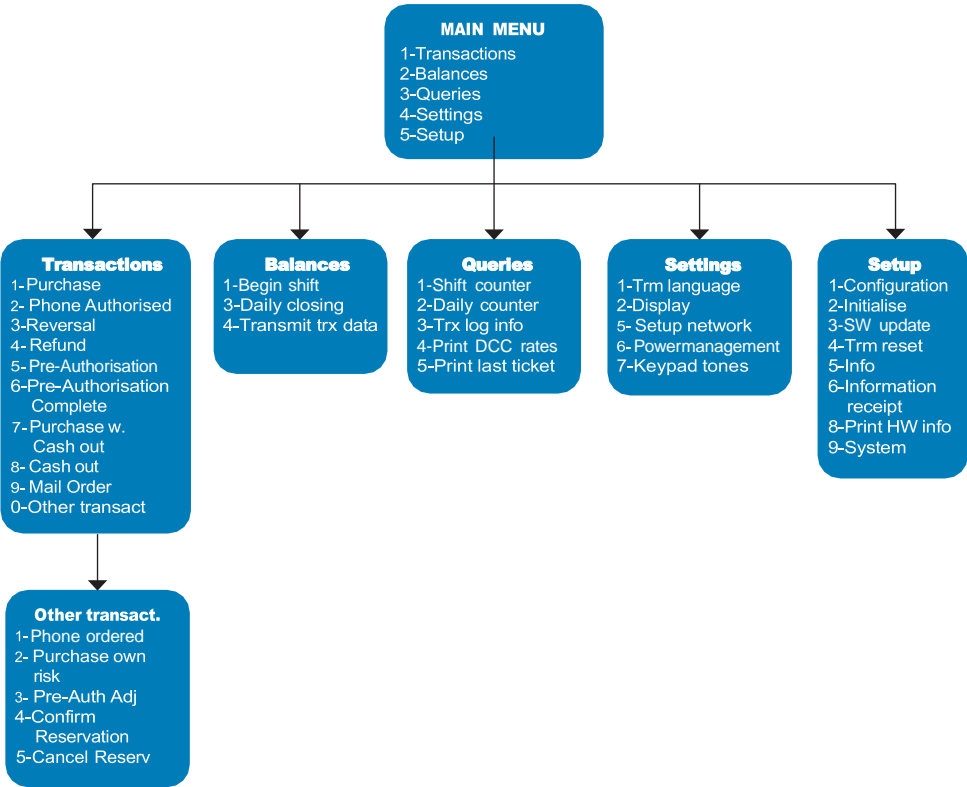 MAIN MENU
1-Transactions
2-Balances
3-Queries
4-Settings
5-Setup
Transactions
1-Purchase
2- Phone Authorised
3-Reversal
4- Refund
5- Pre-Authorisation
6-Pre-Authorisation
Complete
7-Purchase w.
Cash out
8- Cash out
9- Mail Order
0-Other transact
Balances
1-Begin shift
3-Daily closing
4-Transmit trx data
Queries
1-Shift counter
2-Daily counter
3-Trx log info
4-Print DCC rates
5-Print last ticket
Settings
1-Trm language
2-Display
5- Setup network
6- Powermanagement
7-Keypad tones
Setup
1-Configuration
2-Initialise
3-SW update
4-Trm reset
5-Info
6-Information
receipt
8-Print HW info
9-System
Other transact.
1-Phone ordered
2- Purchase own
risk
3- Pre-Auth Adj
4-Confirm
Reservation
5-Cancel Reserv